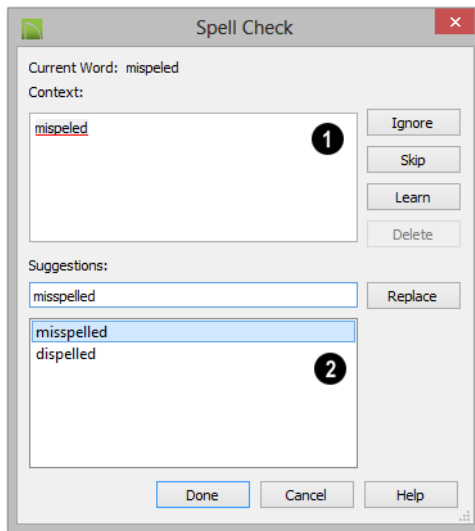 Spell Check
Current Word: mispeled
Context:
mispeled
1
Ignore
Skip
Learn
Delete
Suggestions:
misspelled
Replace
misspelled
dispelled
2
Done Cancel Help